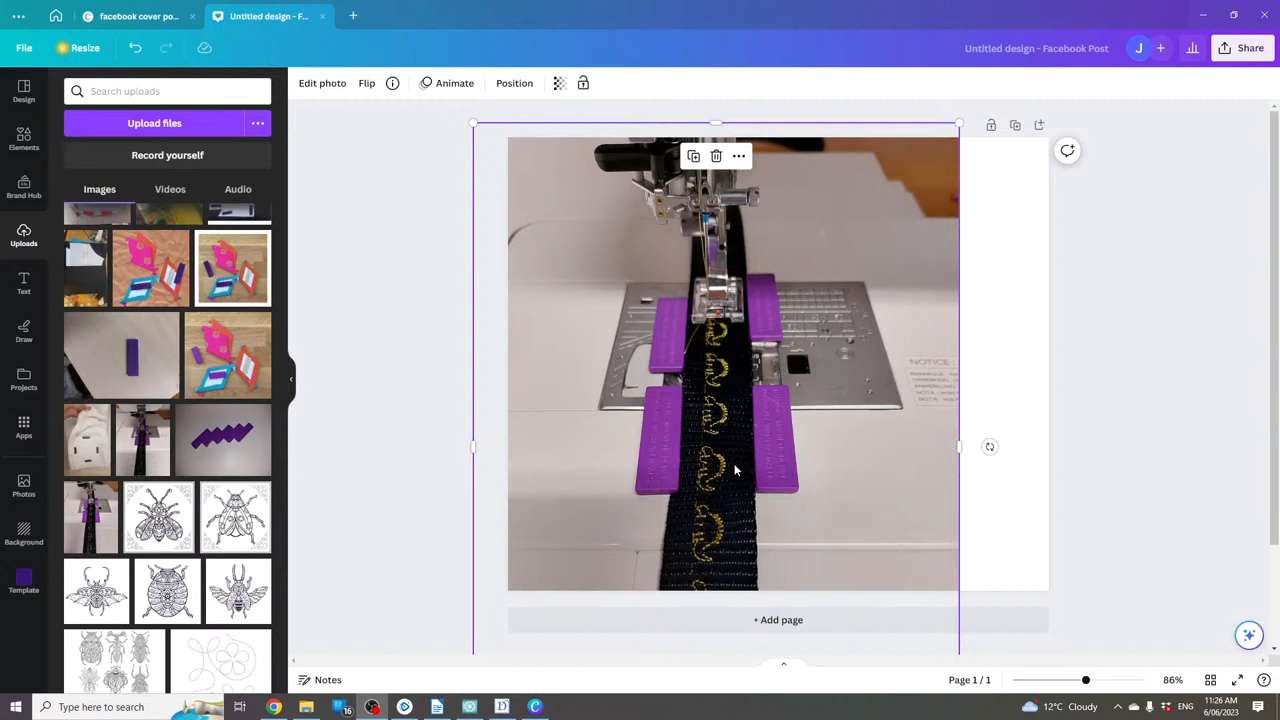 facebook cover po...
Untitled design - F...
File
Resize
Untitled design - Facebook Post
J
Share
Design
Elements
Brand Hub
Uploads
Text
Draw
Projects
Apps
Photos
Background
Template
Search uploads
Upload files
Record yourself
Images
Videos
Audio
Edit photo
Flip
Animate
Position
NOTICE
+ Add page
Notes
Page 1 / 1
86%
Type here to search
16
12°C Cloudy
11:26 AM
6/06/2023